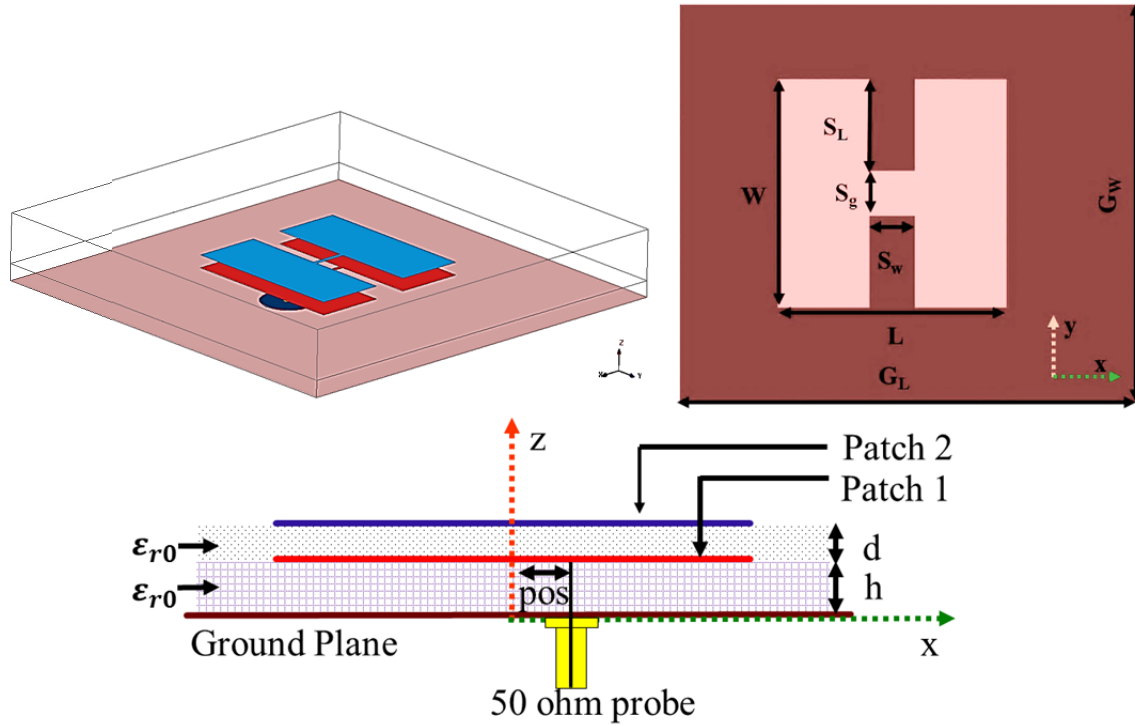 z
x
Y
S_L
W
S_g
G_W
S_w
L
y
x
G_L
z
Patch 2
Patch 1
ε_r0
d
ε_r0
pos
h
Ground Plane
x
50 ohm probe